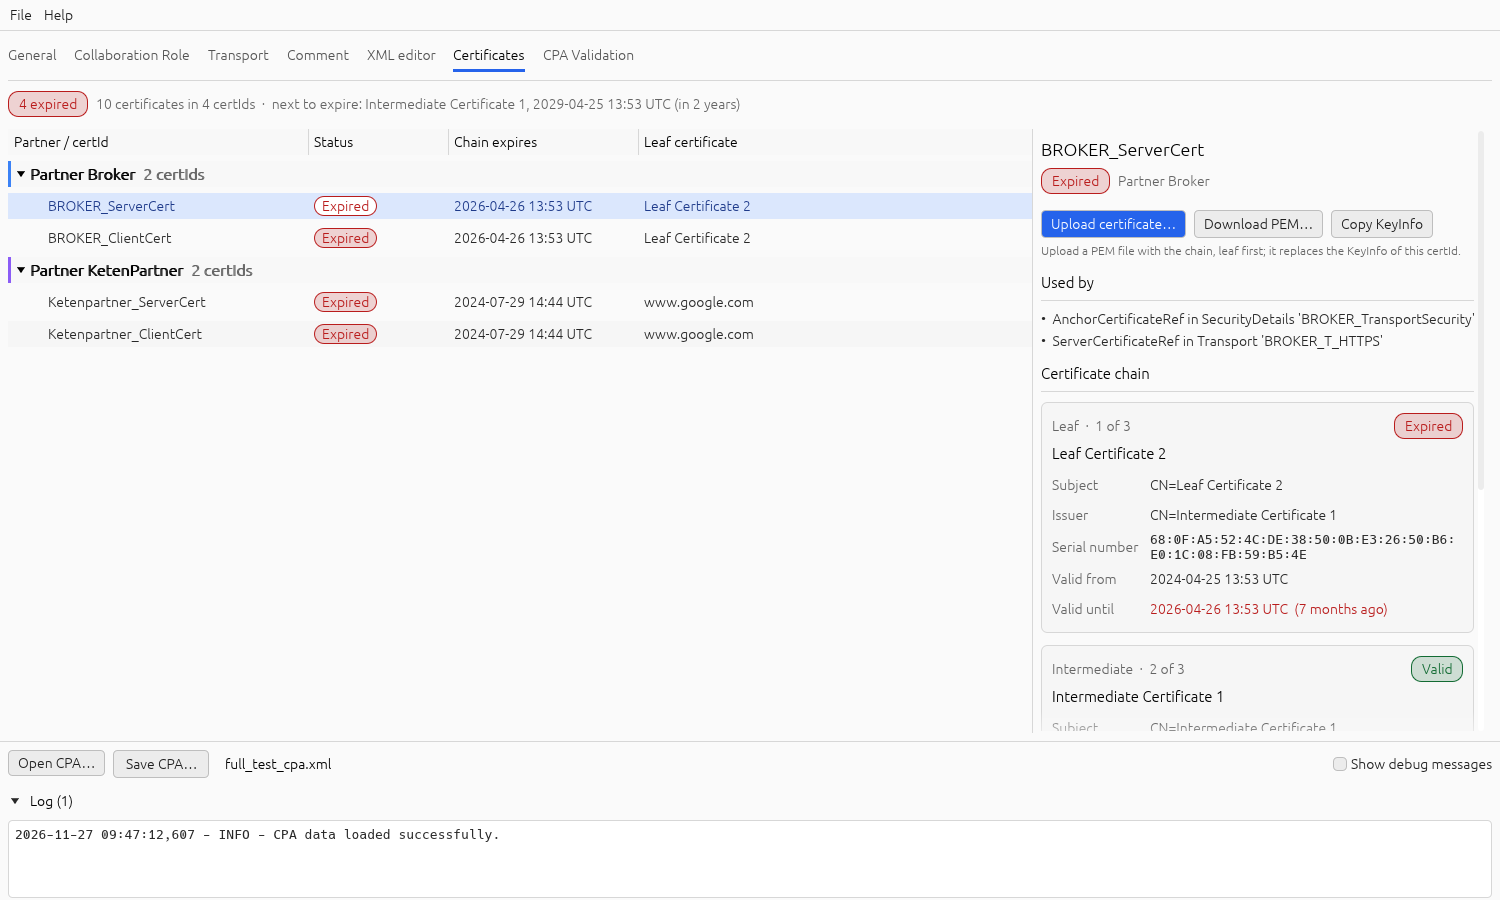 File Help
General Collaboration Role Transport Comment XML editor Certificates CPA Validation
4 expired 10 certificates in 4 certIds · next to expire: Intermediate Certificate 1, 2029-04-25 13:53 UTC (in 2 years)
Partner / certId Status Chain expires Leaf certificate
Partner Broker 2 certIds
BROKER_ServerCert Expired 2026-04-26 13:53 UTC Leaf Certificate 2
BROKER_ClientCert Expired 2026-04-26 13:53 UTC Leaf Certificate 2
Partner KetenPartner 2 certIds
Ketenpartner_ServerCert Expired 2024-07-29 14:44 UTC www.google.com
Ketenpartner_ClientCert Expired 2024-07-29 14:44 UTC www.google.com
BROKER_ServerCert
Expired Partner Broker
Upload certificate... Download PEM... Copy KeyInfo
Upload a PEM file with the chain, leaf first; it replaces the KeyInfo of this certId.
Used by
• AnchorCertificateRef in SecurityDetails 'BROKER_TransportSecurity'
• ServerCertificateRef in Transport 'BROKER_T_HTTPS'
Certificate chain
Leaf · 1 of 3 Expired
Leaf Certificate 2
Subject CN=Leaf Certificate 2
Issuer CN=Intermediate Certificate 1
Serial number 68:0F:A5:52:4C:DE:38:50:0B:E3:26:50:B6:
E0:1C:08:FB:59:B5:4E
Valid from 2024-04-25 13:53 UTC
Valid until 2026-04-26 13:53 UTC (7 months ago)
Intermediate · 2 of 3 Valid
Intermediate Certificate 1
Subject CN=Intermediate Certificate 1
Open CPA... Save CPA... full_test_cpa.xml Show debug messages
Log (1)
2026-11-27 09:47:12,607 - INFO - CPA data loaded successfully.